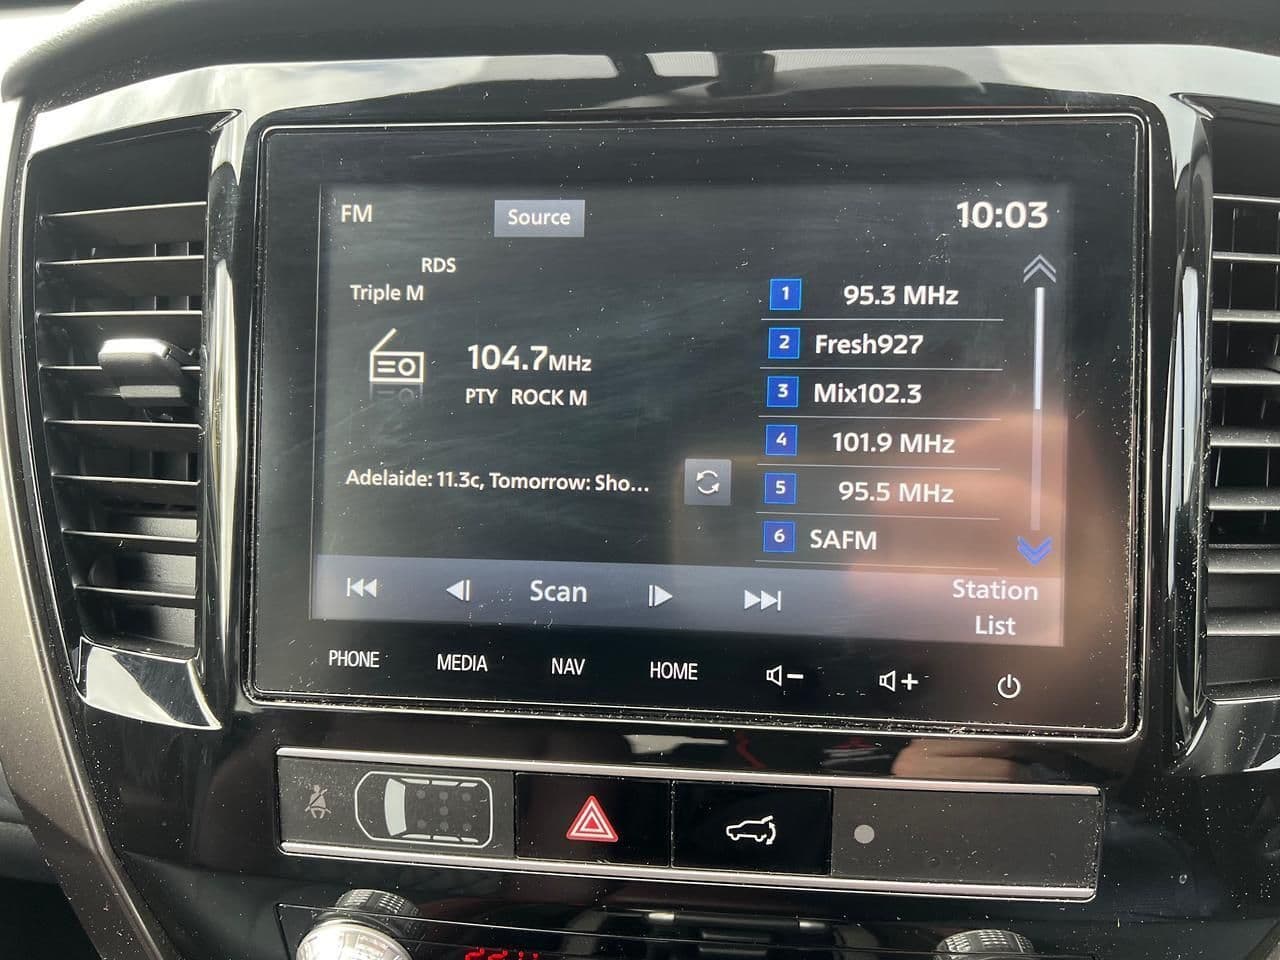 FM
Source
10:03
RDS
Triple M
104.7MHz
PTY ROCK M
Adelaide: 11.3c, Tomorrow: Sho...
1 95.3 MHz
2 Fresh927
3 Mix102.3
4 101.9 MHz
5 95.5 MHz
6 SAFM
Scan
Station
List
PHONE
MEDIA
NAV
HOME